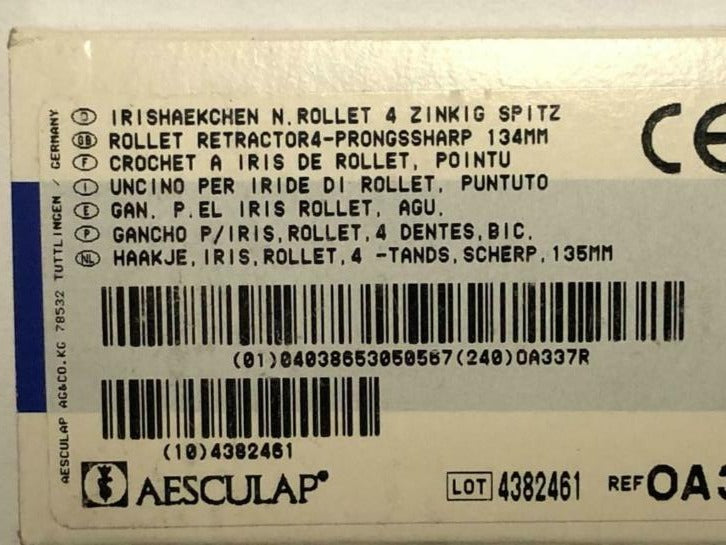 D IRISHAEKCHEN N.ROLLET 4 ZINKIG SPITZ
GB ROLLET RETRACTOR4-PRONGSSHARP 134MM
F CROCHET A IRIS DE ROLLET, POINTU
I UNCINO PER IRIDE DI ROLLET, PUNTUTO
E GAN. P.EL IRIS ROLLET, AGU.
P GANCHO P/IRIS,ROLLET,4 DENTES,BIC.
NL HAAKJE,IRIS,ROLLET,4 -TANDS,SCHERP,135MM
CE
(01)04038653050567(240)OA337R
(10)4382461
AESCULAP®
LOT 4382461
REF OA3
AESCULAP AG&CO.KG 78532 TUTTLINGEN / GERMANY